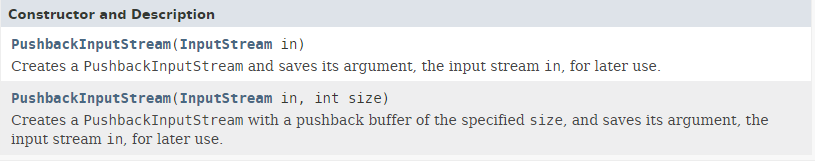 Constructor and Description
PushbackInputStream(InputStream in)
Creates a PushbackInputStream and saves its argument, the input stream in, for later use.
PushbackInputStream(InputStream in, int size)
Creates a PushbackInputStream with a pushback buffer of the specified size, and saves its argument, the
input stream in, for later use.